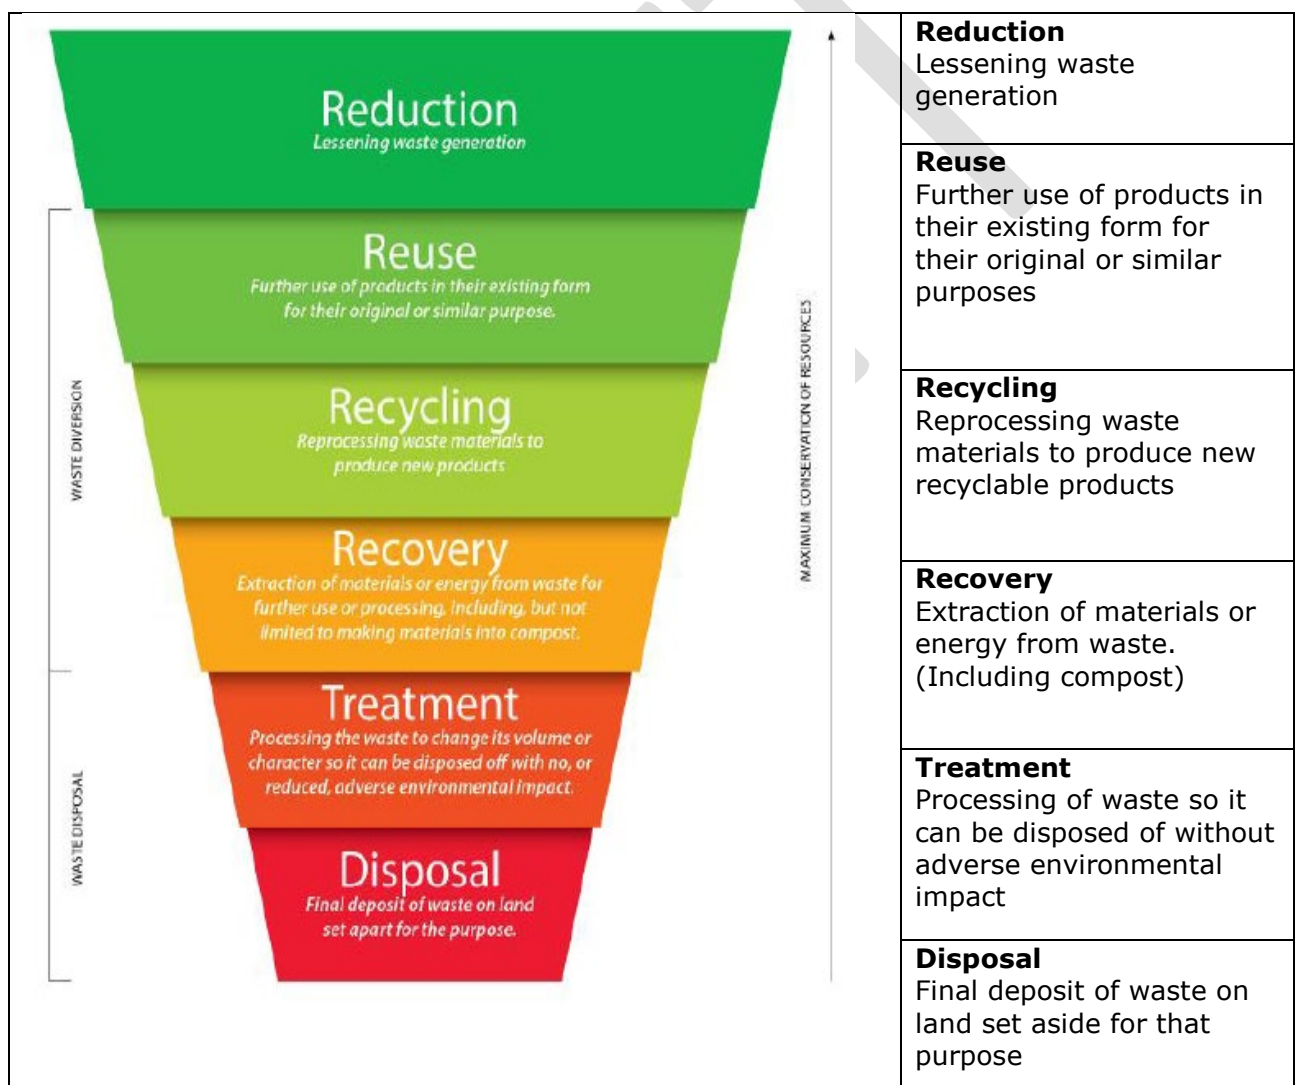 Reduction
Lessening waste generation
Reuse
Further use of products in their existing form
for their original or similar purpose.
Recycling
Reprocessing waste materials to
produce new products
Recovery
Extraction of materials or energy from waste for
further use or processing, including, but not
limited to making materials into compost.
Treatment
Processing the waste to change its volume or
character so it can be disposed off with no, or
reduced, adverse environmental impact.
Disposal
Final deposit of waste on land
set apart for the purpose.
WASTE DIVERSION
WASTE DISPOSAL
MAXIMUM CONSERVATION OF RESOURCES
Reduction
Lessening waste
generation
Reuse
Further use of products in
their existing form for
their original or similar
purposes
Recycling
Reprocessing waste
materials to produce new
recyclable products
Recovery
Extraction of materials or
energy from waste.
(Including compost)
Treatment
Processing of waste so it
can be disposed of without
adverse environmental
impact
Disposal
Final deposit of waste on
land set aside for that
purpose